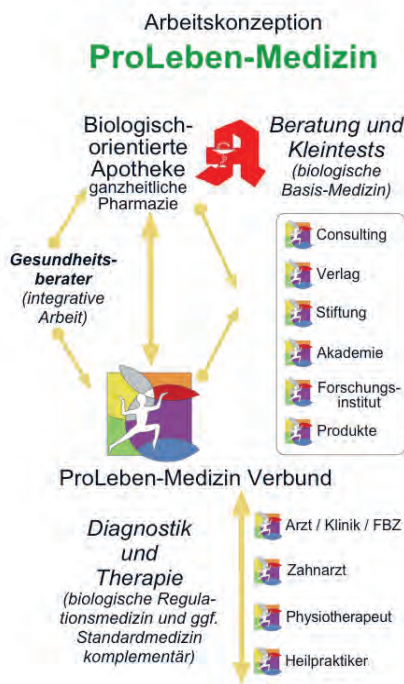 Arbeitskonzeption
ProLeben-Medizin
Biologisch-
orientierte
Apotheke
ganzheitliche
Pharmazie
Beratung und
Kleintests
(biologische
Basis-Medizin)
Gesundheits-
berater
(integrative
Arbeit)
Consulting
Verlag
Stiftung
Akademie
Forschungs-
institut
Produkte
ProLeben-Medizin Verbund
Diagnostik
und
Therapie
(biologische Regula-
tionsmedizin und ggf.
Standardmedizin
komplementär)
Arzt / Klinik / FBZ
Zahnarzt
Physiotherapeut
Heilpraktiker